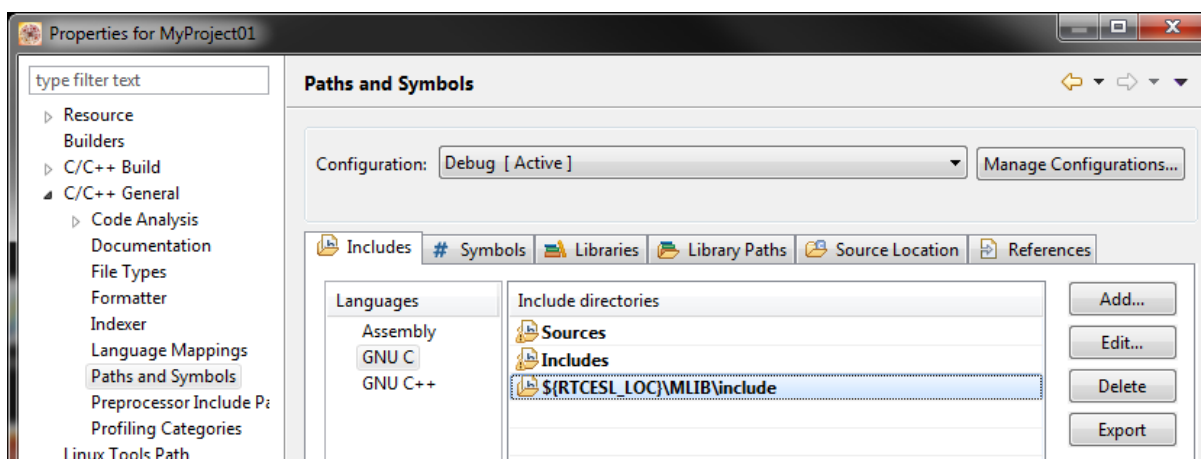 Properties for MyProject01
type filter text
Resource
Builders
C/C++ Build
C/C++ General
Code Analysis
Documentation
File Types
Formatter
Indexer
Language Mappings
Paths and Symbols
Preprocessor Include Pa
Profiling Categories
Linux Tools Path
Paths and Symbols
Configuration: Debug [ Active ] Manage Configurations...
Includes # Symbols Libraries Library Paths Source Location References
Languages
Assembly
GNU C
GNU C++
Include directories
Sources
Includes
${RTCESL_LOC}\MLIB\include
Add...
Edit...
Delete
Export